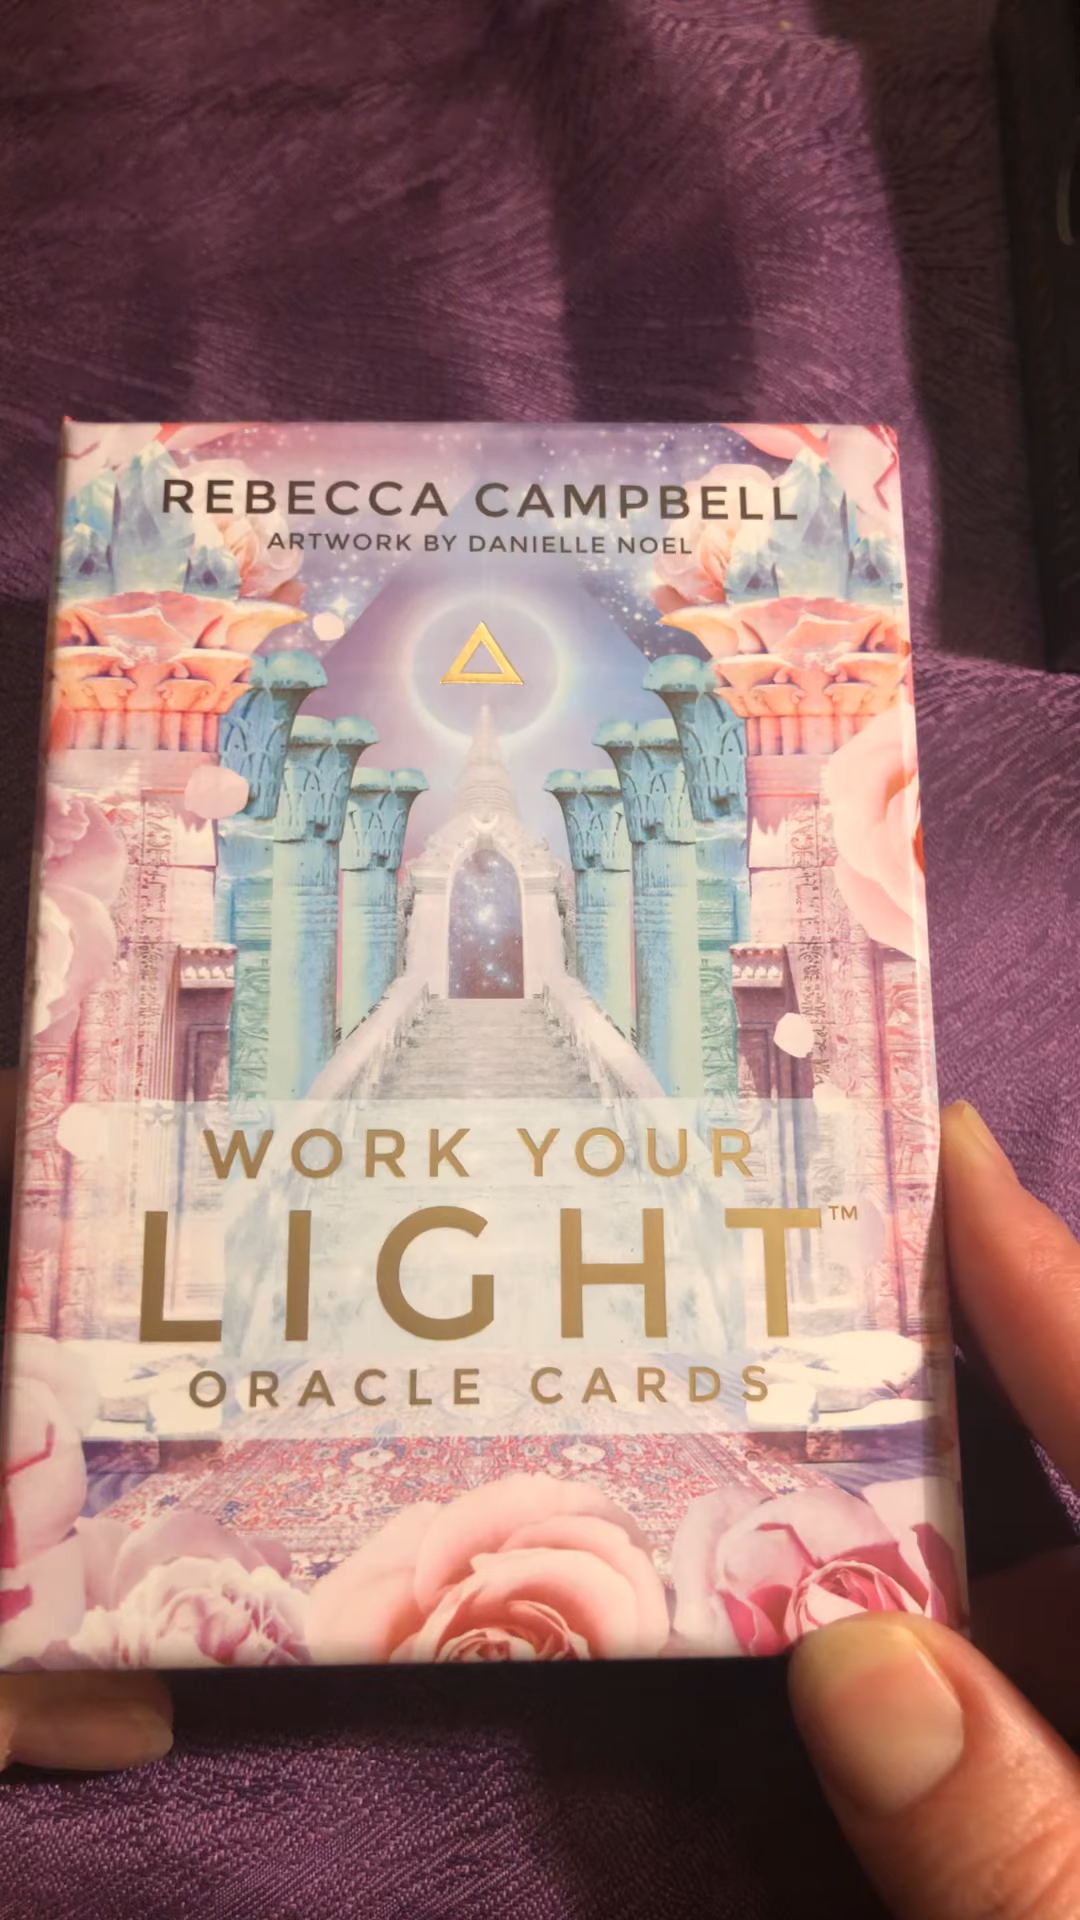 REBECCA CAMPBELL
ARTWORK BY DANIELLE NOEL
WORK YOUR
LIGHT™
ORACLE CARDS